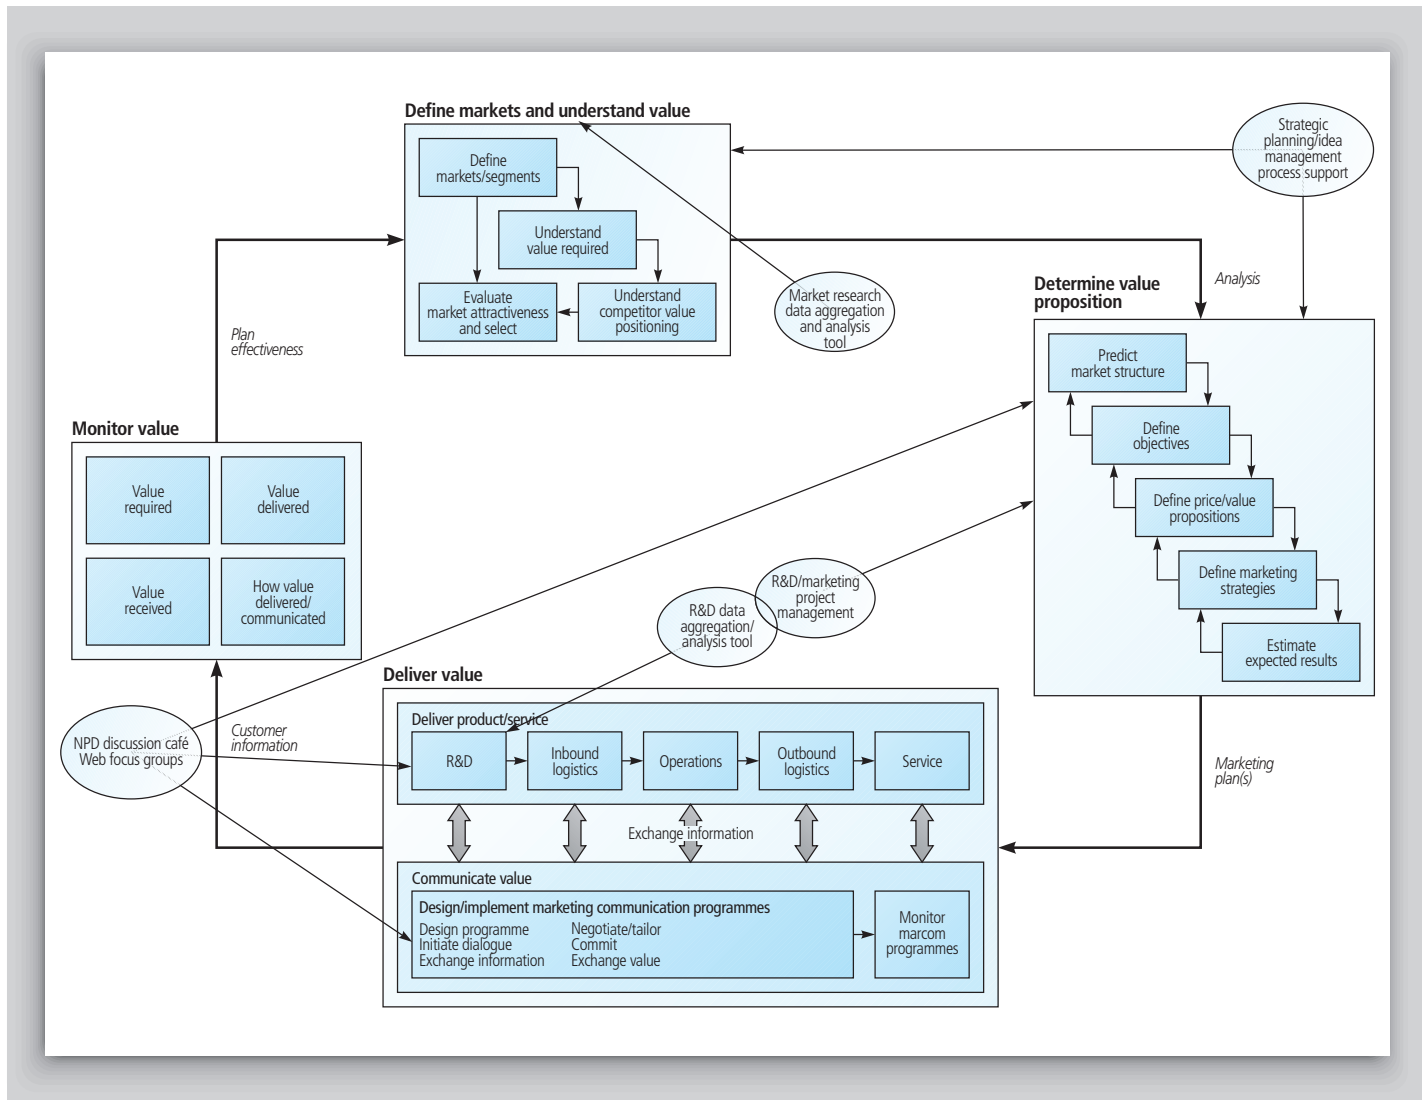 Define markets and understand value
Define
markets/segments
Understand
value required
Evaluate
market attractiveness
and select
Understand
competitor value
positioning
Strategic
planning/idea
management
process support
Market research
data aggregation
and analysis
tool
Analysis
Determine value
proposition
Predict
market structure
Define
objectives
Define price/value
propositions
Define marketing
strategies
Estimate
expected results
Plan
effectiveness
Monitor value
Value
required
Value
delivered
Value
received
How value
delivered/
communicated
R&D/marketing
project
management
R&D data
aggregation/
analysis tool
NPD discussion café
Web focus groups
Customer
information
Marketing
plan(s)
Deliver value
Deliver product/service
R&D
Inbound
logistics
Operations
Outbound
logistics
Service
Exchange information
Communicate value
Design/implement marketing communication programmes
Design programme
Initiate dialogue
Exchange information
Negotiate/tailor
Commit
Exchange value
Monitor
marcom
programmes